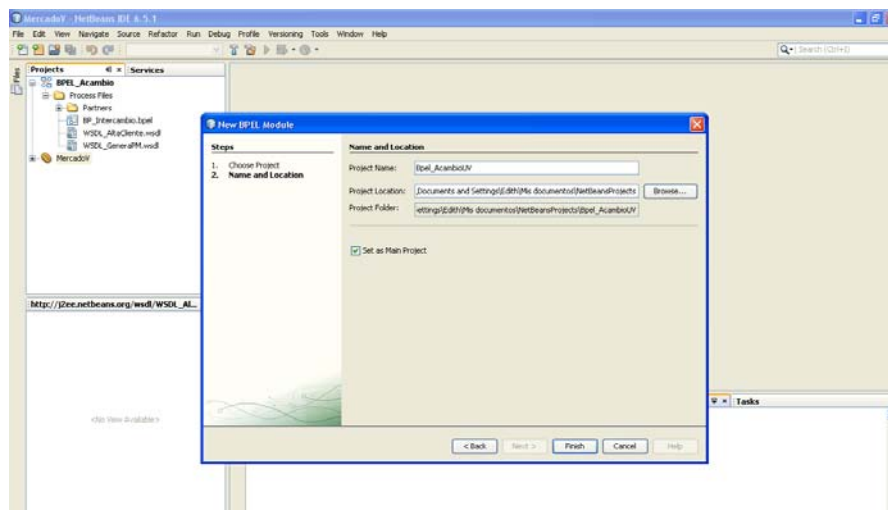 MercadoV - NetBeans IDE 6.5.1
File Edit View Navigate Source Refactor Run Debug Profile Versioning Tools Window Help
Search (Ctrl+I)
Files
Projects
Services
BPEL_Acambio
Process Files
Partners
BP_Intercambio.bpel
WSDL_AltaCliente.wsdl
WSDL_GeneraPM.wsdl
MercadoV
http://j2ee.netbeans.org/wsdl/WSDL_Al...
<No View Available>
New BPEL Module
Steps
1. Choose Project
2. Name and Location
Name and Location
Project Name: Bpel_AcambioUV
Project Location: Documents and Settings\Edith\Mis documentos\NetBeansProjects Browse...
Project Folder: ettings\Edith\Mis documentos\NetBeansProjects\Bpel_AcambioUV
Set as Main Project
< Back Next > Finish Cancel Help
Tasks